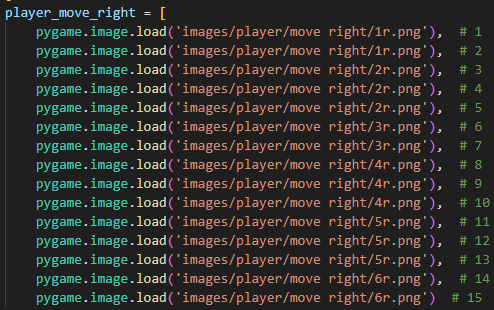 player_move_right = [
    pygame.image.load('images/player/move right/1r.png'),  # 1
    pygame.image.load('images/player/move right/1r.png'),  # 2
    pygame.image.load('images/player/move right/2r.png'),  # 3
    pygame.image.load('images/player/move right/2r.png'),  # 4
    pygame.image.load('images/player/move right/2r.png'),  # 5
    pygame.image.load('images/player/move right/3r.png'),  # 6
    pygame.image.load('images/player/move right/3r.png'),  # 7
    pygame.image.load('images/player/move right/4r.png'),  # 8
    pygame.image.load('images/player/move right/4r.png'),  # 9
    pygame.image.load('images/player/move right/4r.png'),  # 10
    pygame.image.load('images/player/move right/5r.png'),  # 11
    pygame.image.load('images/player/move right/5r.png'),  # 12
    pygame.image.load('images/player/move right/5r.png'),  # 13
    pygame.image.load('images/player/move right/6r.png'),  # 14
    pygame.image.load('images/player/move right/6r.png')  # 15